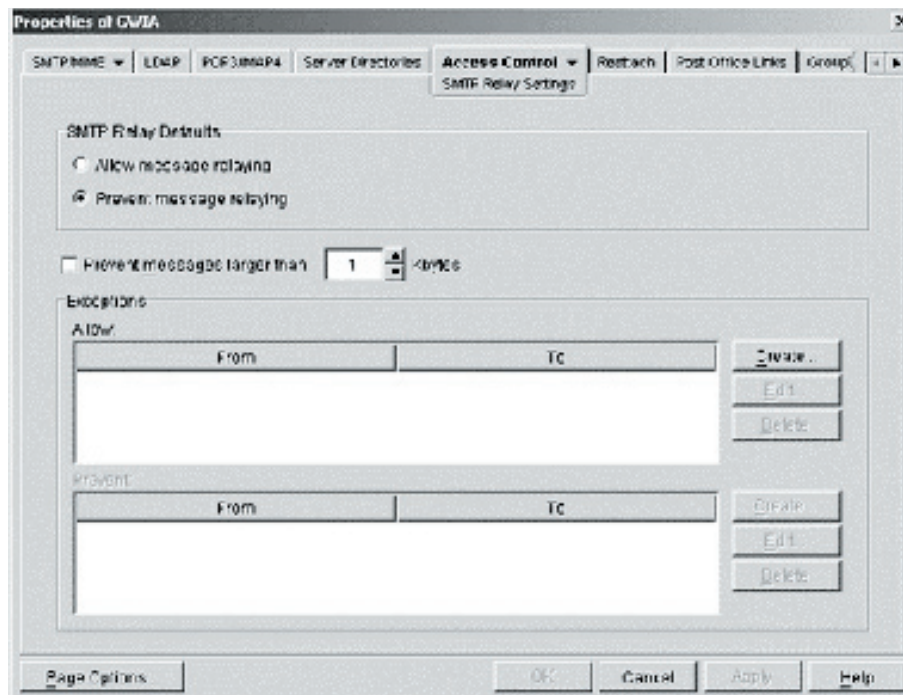 Properties of GWIA
SMTP/MIME LDAP POP3/IMAP4 Server Directories Access Control Reattach Post Office Links GroupW
SMTP Relay Settings
SMTP Relay Defaults
Allow message relaying
Prevent message relaying
Prevent messages larger than 1 Kbytes
Exceptions
Allow:
From To Create...
Edit...
Delete
Prevent:
From To Create...
Edit...
Delete
Page Options... OK Cancel Apply Help